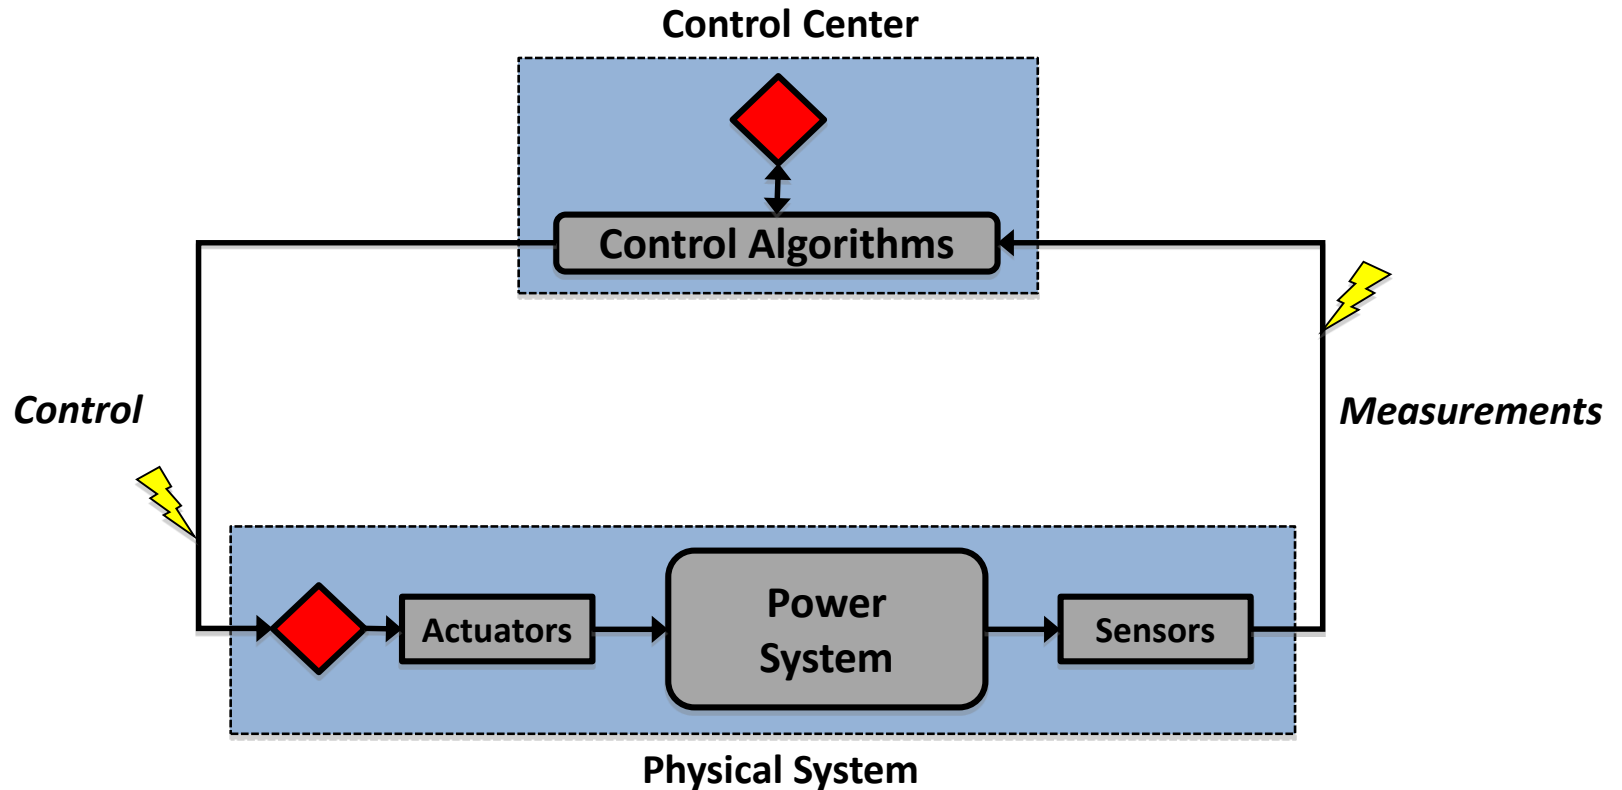 Control Center
Control Algorithms
Control
Measurements
Actuators
Power
System
Sensors
Physical System